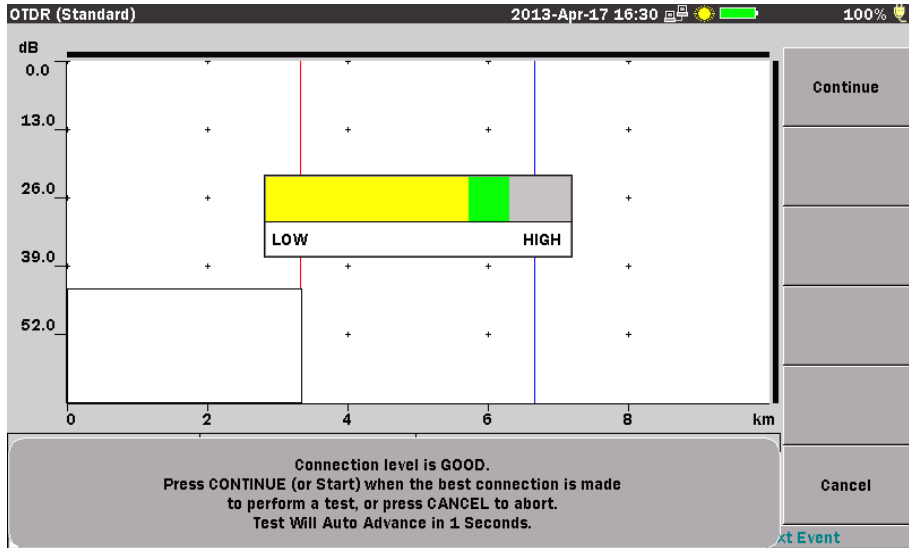 OTDR (Standard) 2013-Apr-17 16:30 100%
dB
0.0
13.0
26.0
39.0
52.0
LOW HIGH
0 2 4 6 8 km
Continue
Cancel
Connection level is GOOD.
Press CONTINUE (or Start) when the best connection is made
to perform a test, or press CANCEL to abort.
Test Will Auto Advance in 1 Seconds.
xt Event